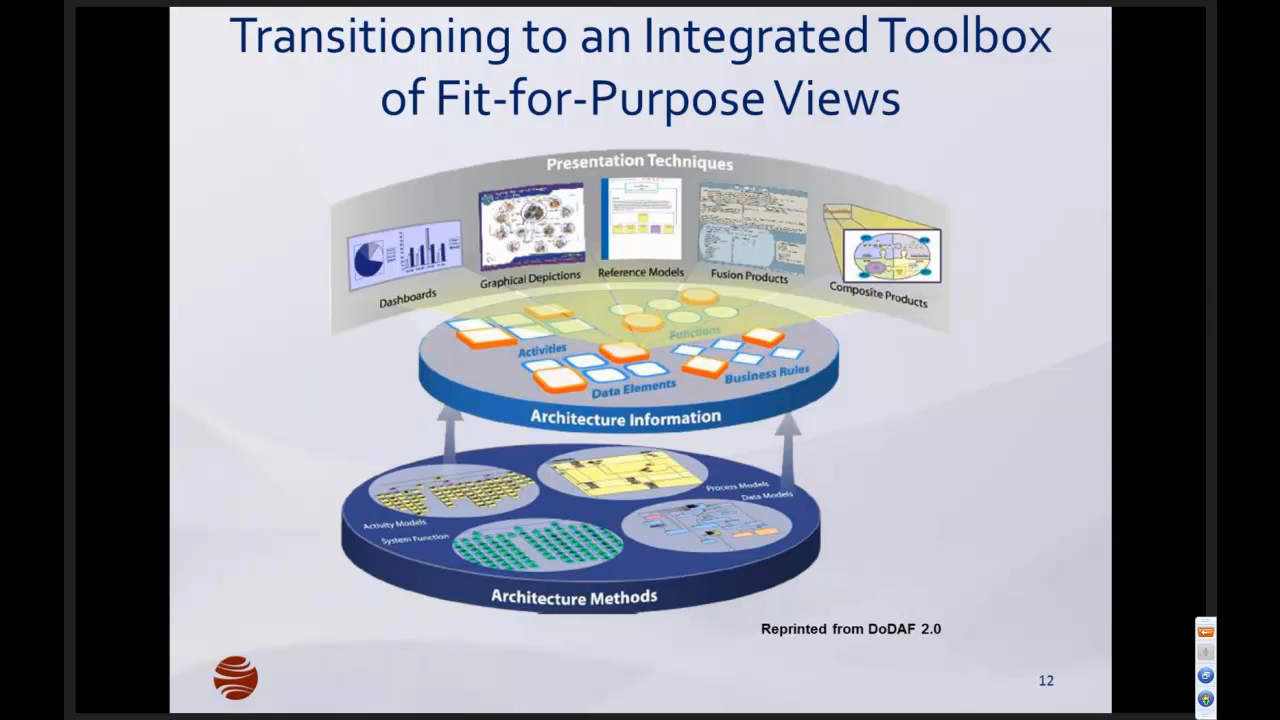 Transitioning to an Integrated Toolbox
of Fit-for-Purpose Views
Presentation Techniques
Dashboards
Graphical Depictions
Reference Models
Fusion Products
Composite Products
Activities
Functions
Data Elements
Business Rules
Architecture Information
Activity Models
System Function
Process Models
Data Models
Architecture Methods
Reprinted from DoDAF 2.0
12